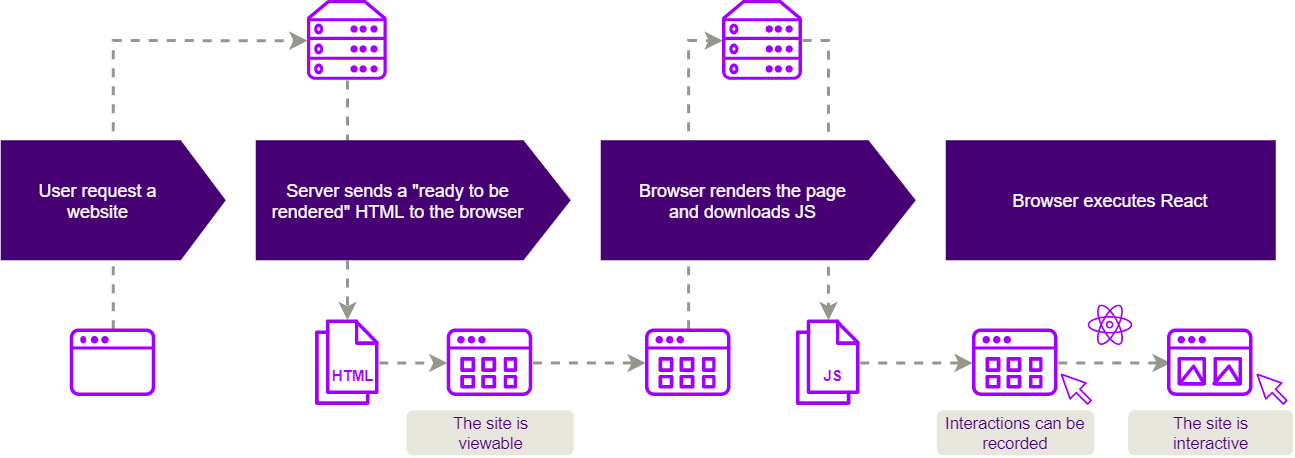 User request a
website
Server sends a "ready to be
rendered" HTML to the browser
Browser renders the page
and downloads JS
Browser executes React
HTML
JS
The site is
viewable
Interactions can be
recorded
The site is
interactive